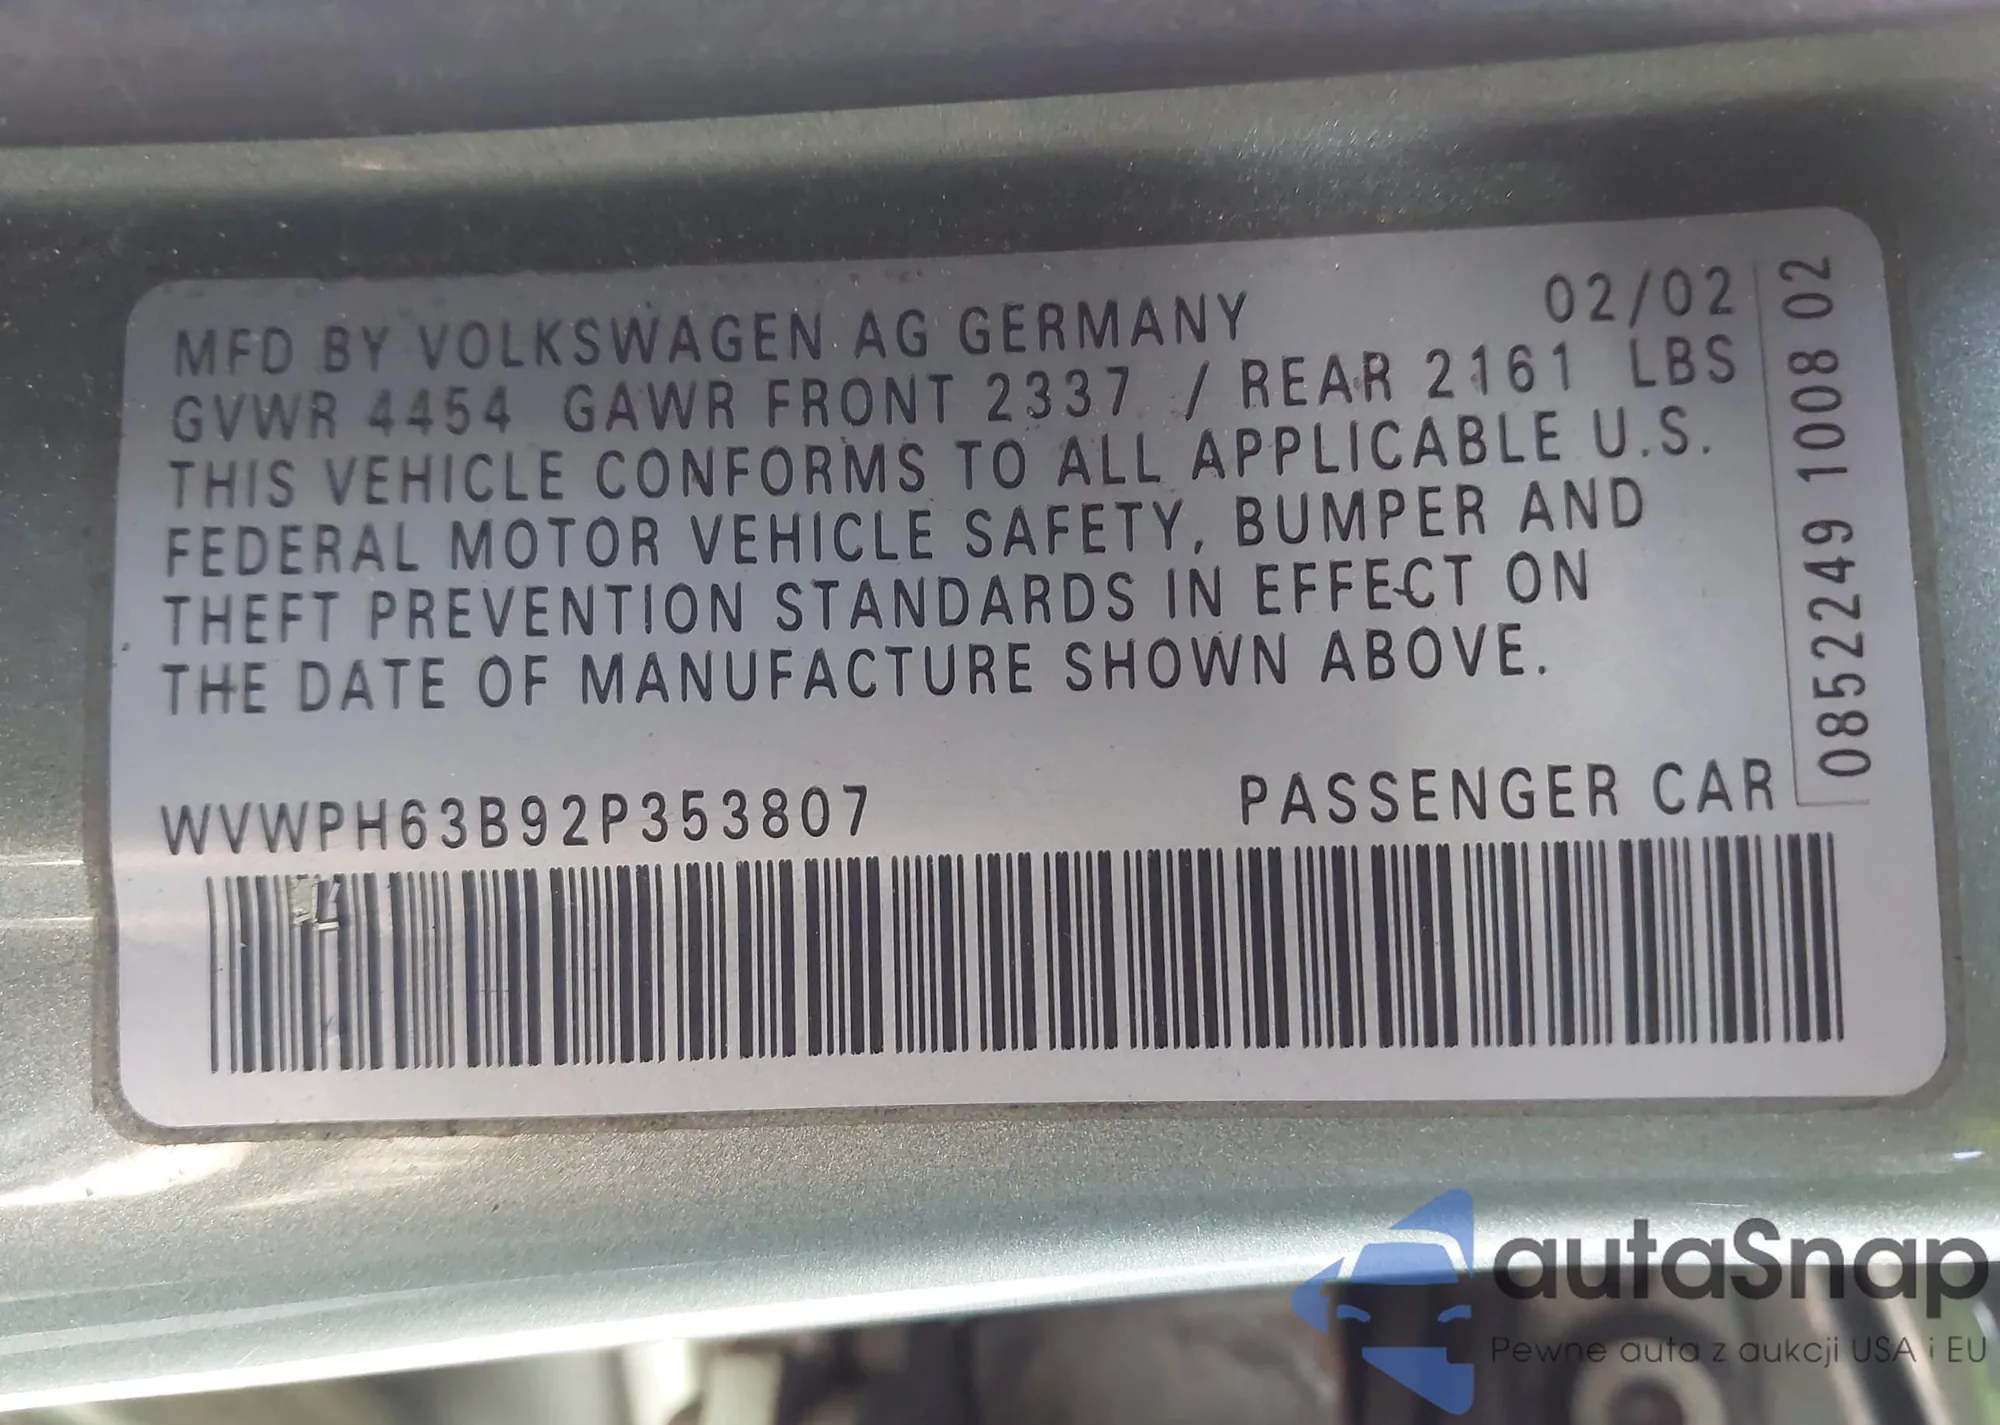 MFD BY VOLKSWAGEN AG GERMANY 02/02
GVWR 4454 GAWR FRONT 2337 / REAR 2161 LBS
THIS VEHICLE CONFORMS TO ALL APPLICABLE U.S.
FEDERAL MOTOR VEHICLE SAFETY, BUMPER AND
THEFT PREVENTION STANDARDS IN EFFECT ON
THE DATE OF MANUFACTURE SHOWN ABOVE.
WVWPH63B92P353807 PASSENGER CAR
0852249 1008 02
autaSnap
Pewne auta z aukcji USA i EU